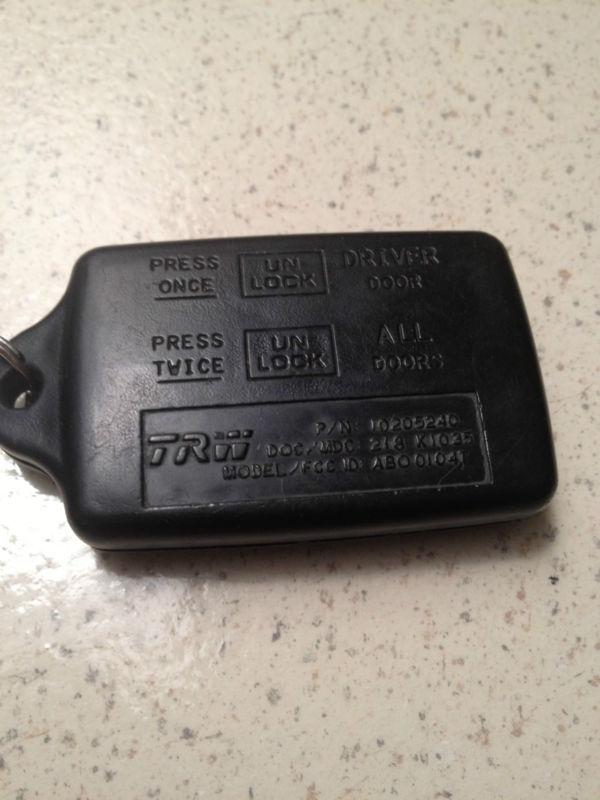 PRESS UN DRIVER
ONCE LOCK DOOR
PRESS UN ALL
TWICE LOCK DOORS
TRW
P/N: 10205240
DOC/MDC: 218 K1035
MODEL/FCC ID: ABO0104T